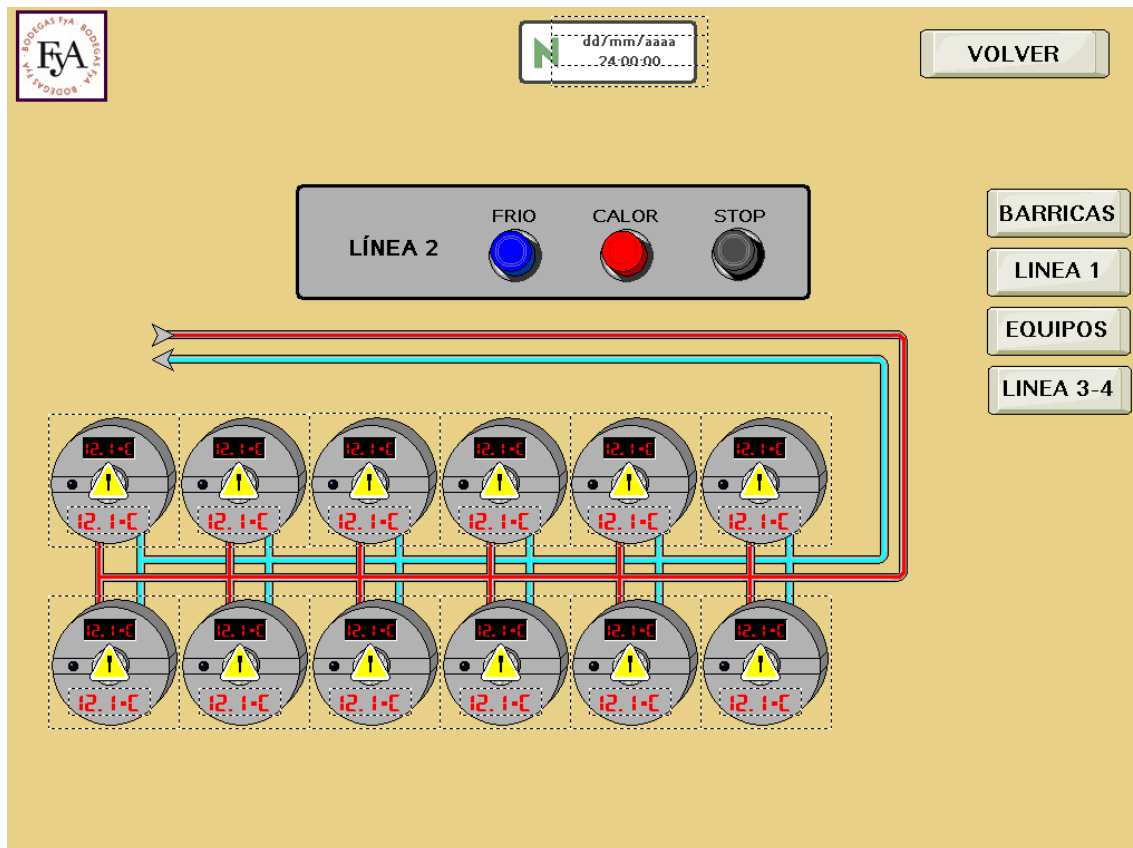 BODEGAS FyA · BODEGAS FyA · BODEGAS FyA ·
FyA
N
dd/mm/aaaa
24:00:00
VOLVER
LÍNEA 2
FRIO
CALOR
STOP
BARRICAS
LINEA 1
EQUIPOS
LINEA 3-4
12.1°C 12.1°C 12.1°C 12.1°C 12.1°C 12.1°C
! ! ! ! ! !
12.1°C 12.1°C 12.1°C 12.1°C 12.1°C 12.1°C
12.1°C 12.1°C 12.1°C 12.1°C 12.1°C 12.1°C
! ! ! ! ! !
12.1°C 12.1°C 12.1°C 12.1°C 12.1°C 12.1°C